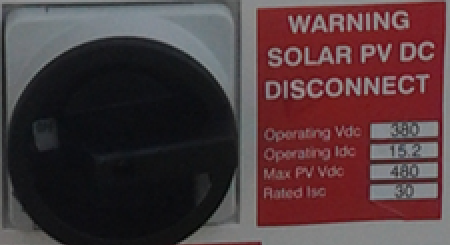 WARNING
SOLAR PV DC
DISCONNECT
Operating Vdc 380
Operating Idc 15.2
Max PV Vdc 480
Rated Isc 30